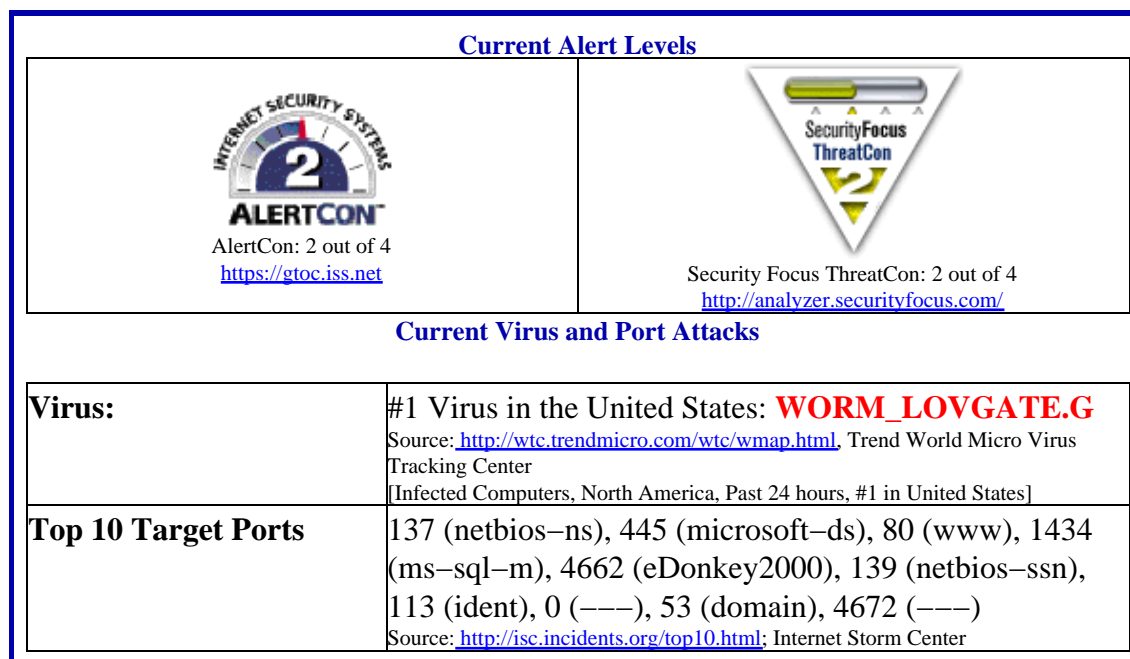 Current Alert Levels
INTERNET SECURITY SYSTEMS
2
ALERTCON™
AlertCon: 2 out of 4
https://gtoc.iss.net
SecurityFocus
ThreatCon
2
Security Focus ThreatCon: 2 out of 4
http://analyzer.securityfocus.com/
Current Virus and Port Attacks
Virus:
#1 Virus in the United States: WORM_LOVGATE.G
Source: http://wtc.trendmicro.com/wtc/wmap.html, Trend World Micro Virus
Tracking Center
[Infected Computers, North America, Past 24 hours, #1 in United States]
Top 10 Target Ports
137 (netbios−ns), 445 (microsoft−ds), 80 (www), 1434
(ms−sql−m), 4662 (eDonkey2000), 139 (netbios−ssn),
113 (ident), 0 (−−−), 53 (domain), 4672 (−−−)
Source: http://isc.incidents.org/top10.html; Internet Storm Center